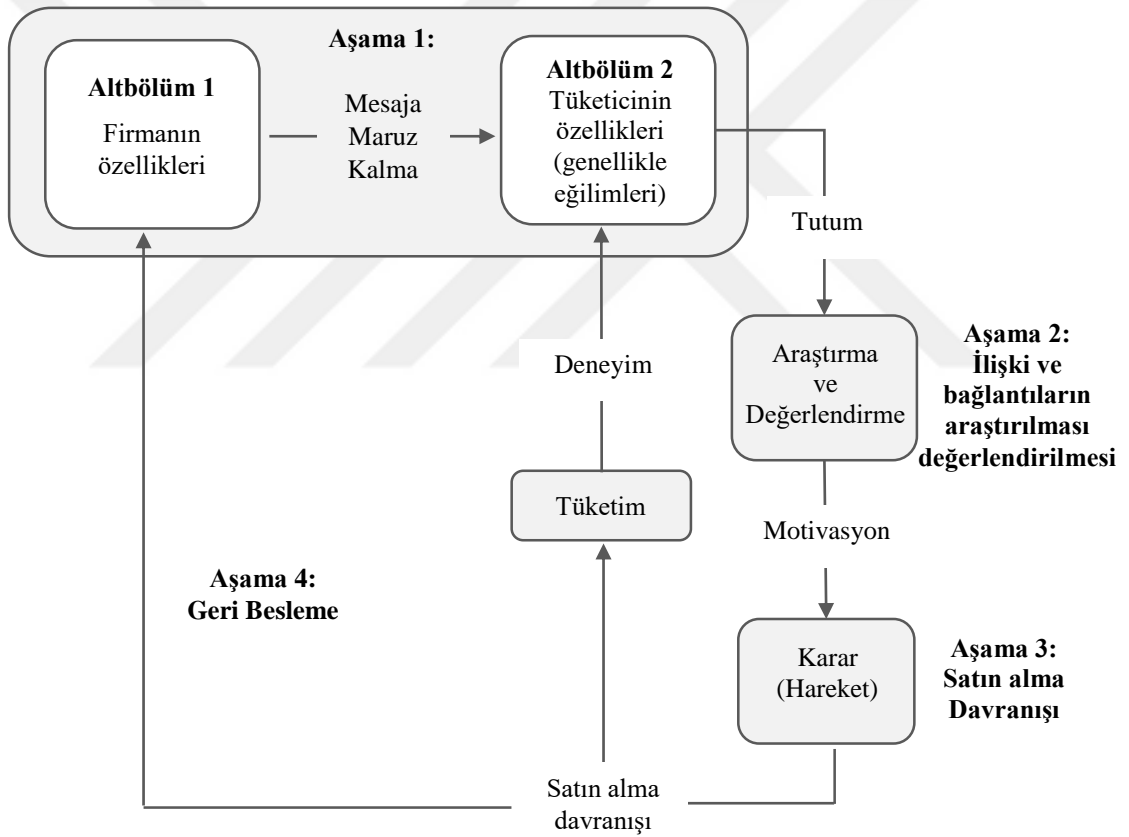 Aşama 1:
Altbölüm 1
Firmanın
özellikleri
Mesaja
Maruz
Kalma
Altbölüm 2
Tüketicinin
özellikleri
(genellikle
eğilimleri)
Tutum
Araştırma
ve
Değerlendirme
Aşama 2:
İlişki ve
bağlantıların
araştırılması
değerlendirilmesi
Deneyim
Tüketim
Motivasyon
Aşama 4:
Geri Besleme
Karar
(Hareket)
Aşama 3:
Satın alma
Davranışı
Satın alma
davranışı